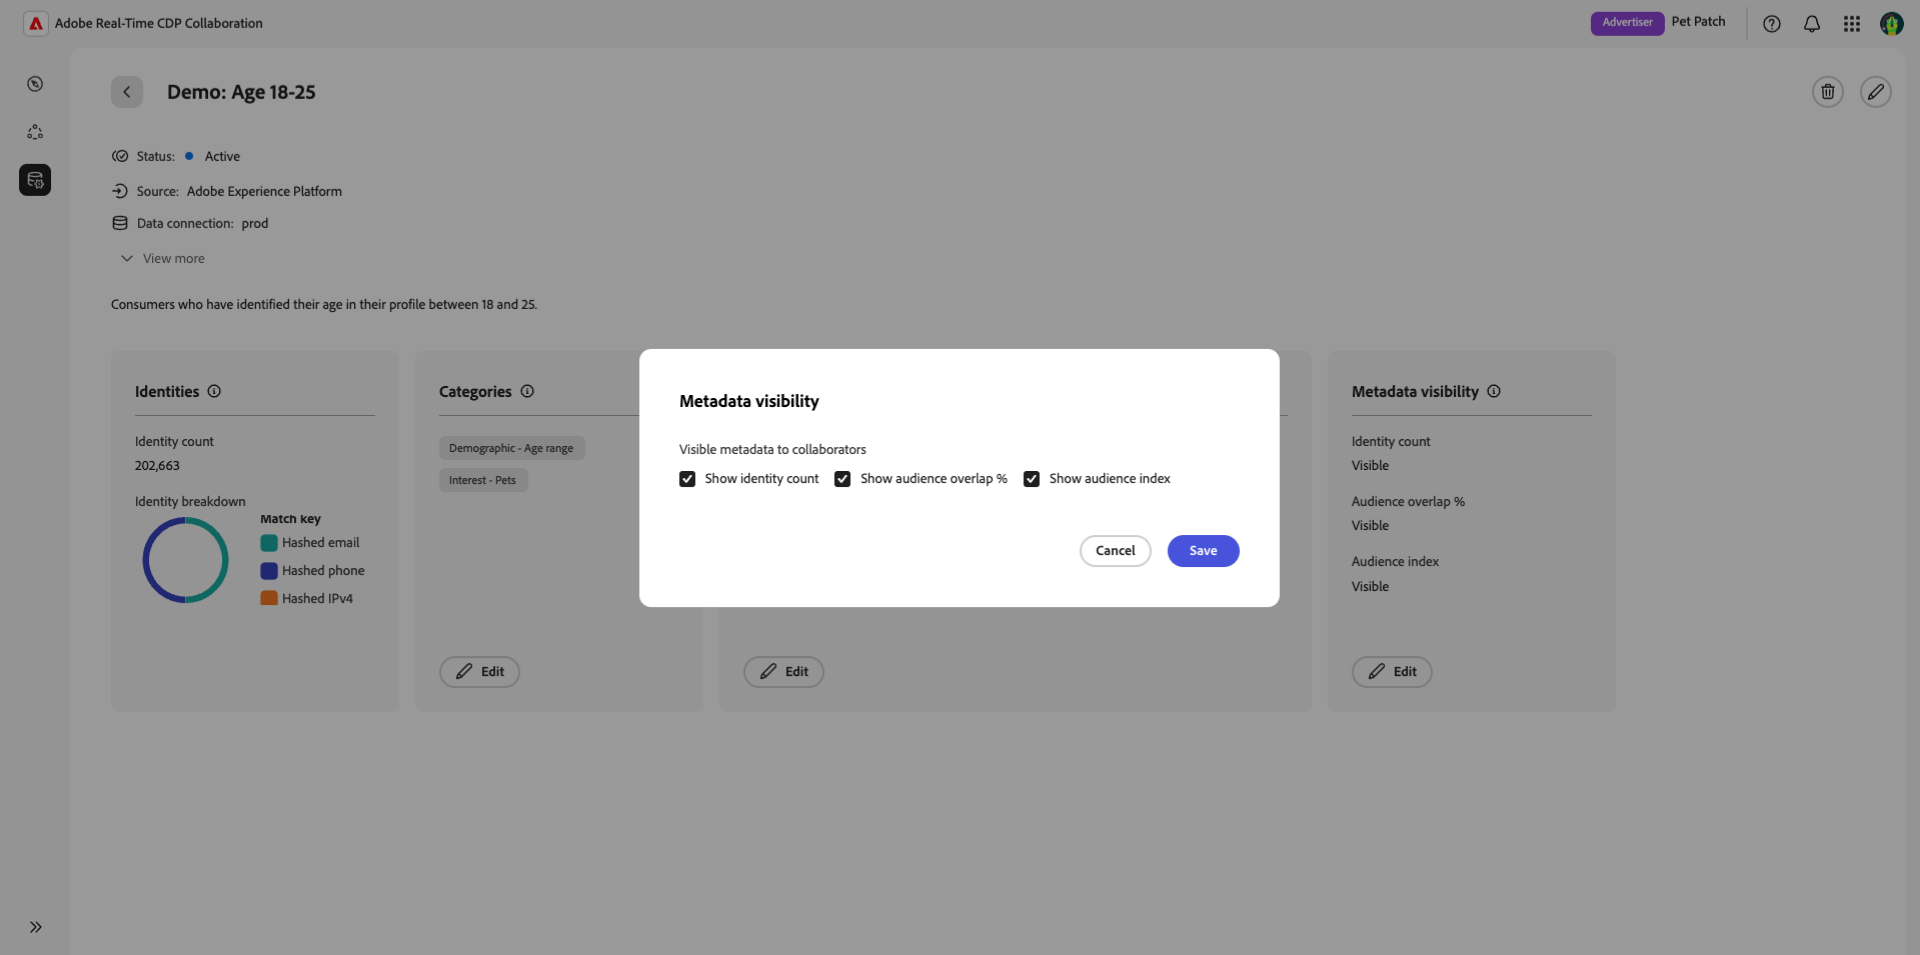 Adobe Real-Time CDP Collaboration
Advertiser
Pet Patch
Demo: Age 18-25
Status: Active
Source: Adobe Experience Platform
Data connection: prod
View more
Consumers who have identified their age in their profile between 18 and 25.
Identities
Identity count
202,663
Identity breakdown
Match key
Hashed email
Hashed phone
Hashed IPv4
Categories
Demographic - Age range
Interest - Pets
Edit
Edit
Metadata visibility
Visible metadata to collaborators
Show identity count
Show audience overlap %
Show audience index
Cancel
Save
Metadata visibility
Identity count
Visible
Audience overlap %
Visible
Audience index
Visible
Edit